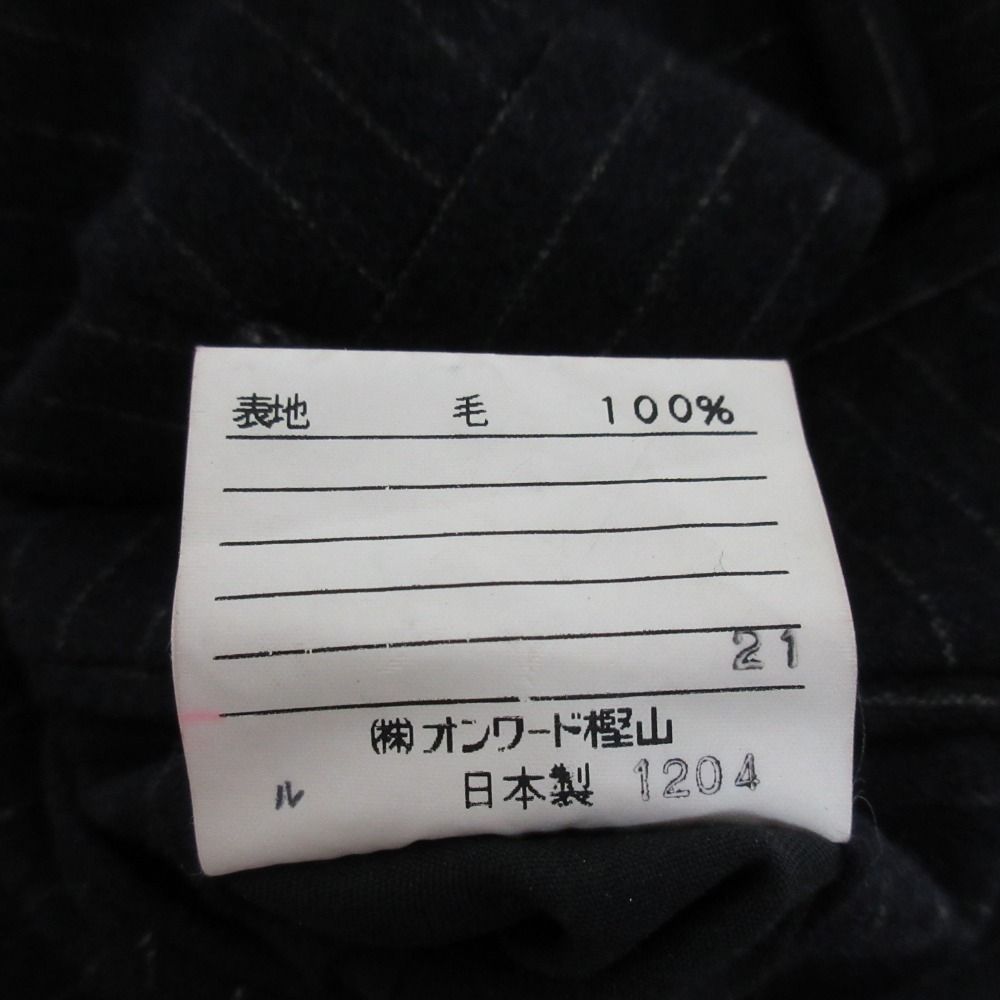 表地 毛 100%
21
㈱オンワード樫山
ル 日本製 1204